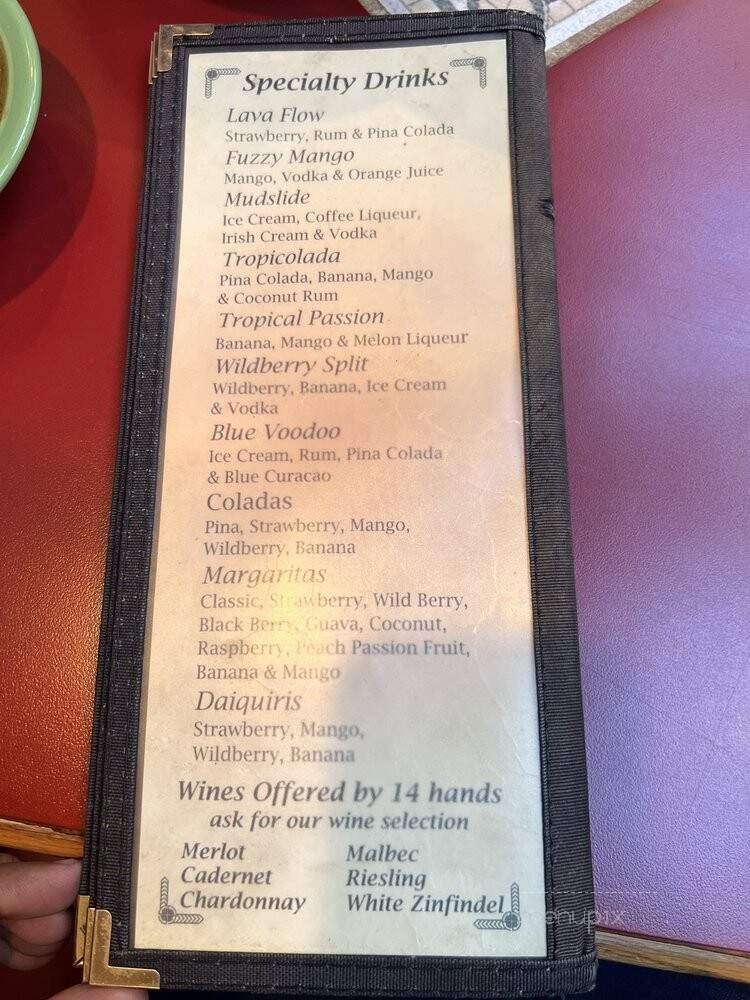 Specialty Drinks
Lava Flow
Strawberry, Rum & Pina Colada
Fuzzy Mango
Mango, Vodka & Orange Juice
Mudslide
Ice Cream, Coffee Liqueur,
Irish Cream & Vodka
Tropicolada
Pina Colada, Banana, Mango
& Coconut Rum
Tropical Passion
Banana, Mango & Melon Liqueur
Wildberry Split
Wildberry, Banana, Ice Cream
& Vodka
Blue Voodoo
Ice Cream, Rum, Pina Colada
& Blue Curacao
Coladas
Pina, Strawberry, Mango,
Wildberry, Banana
Margaritas
Classic, Strawberry, Wild Berry,
Black Berry, Guava, Coconut,
Raspberry, Peach Passion Fruit,
Banana & Mango
Daiquiris
Strawberry, Mango,
Wildberry, Banana
Wines Offered by 14 hands
ask for our wine selection
Merlot Malbec
Cadernet Riesling
Chardonnay White Zinfindel
menupix